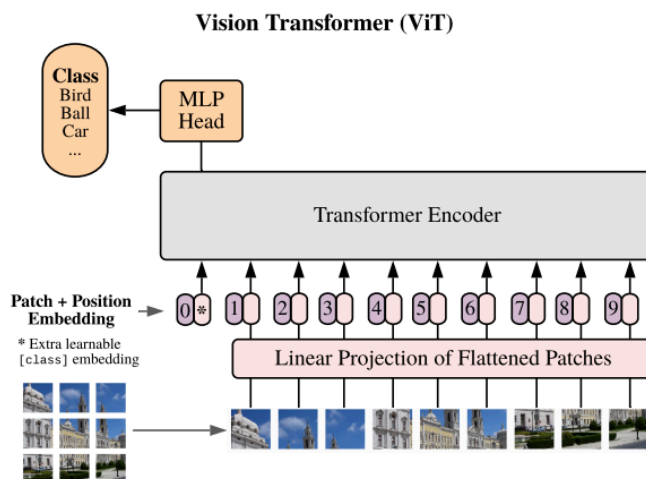 Vision Transformer (ViT)
Class
Bird
Ball
Car
...
MLP
Head
Transformer Encoder
Patch + Position
Embedding
0 * 1 2 3 4 5 6 7 8 9
* Extra learnable
[class] embedding
Linear Projection of Flattened Patches